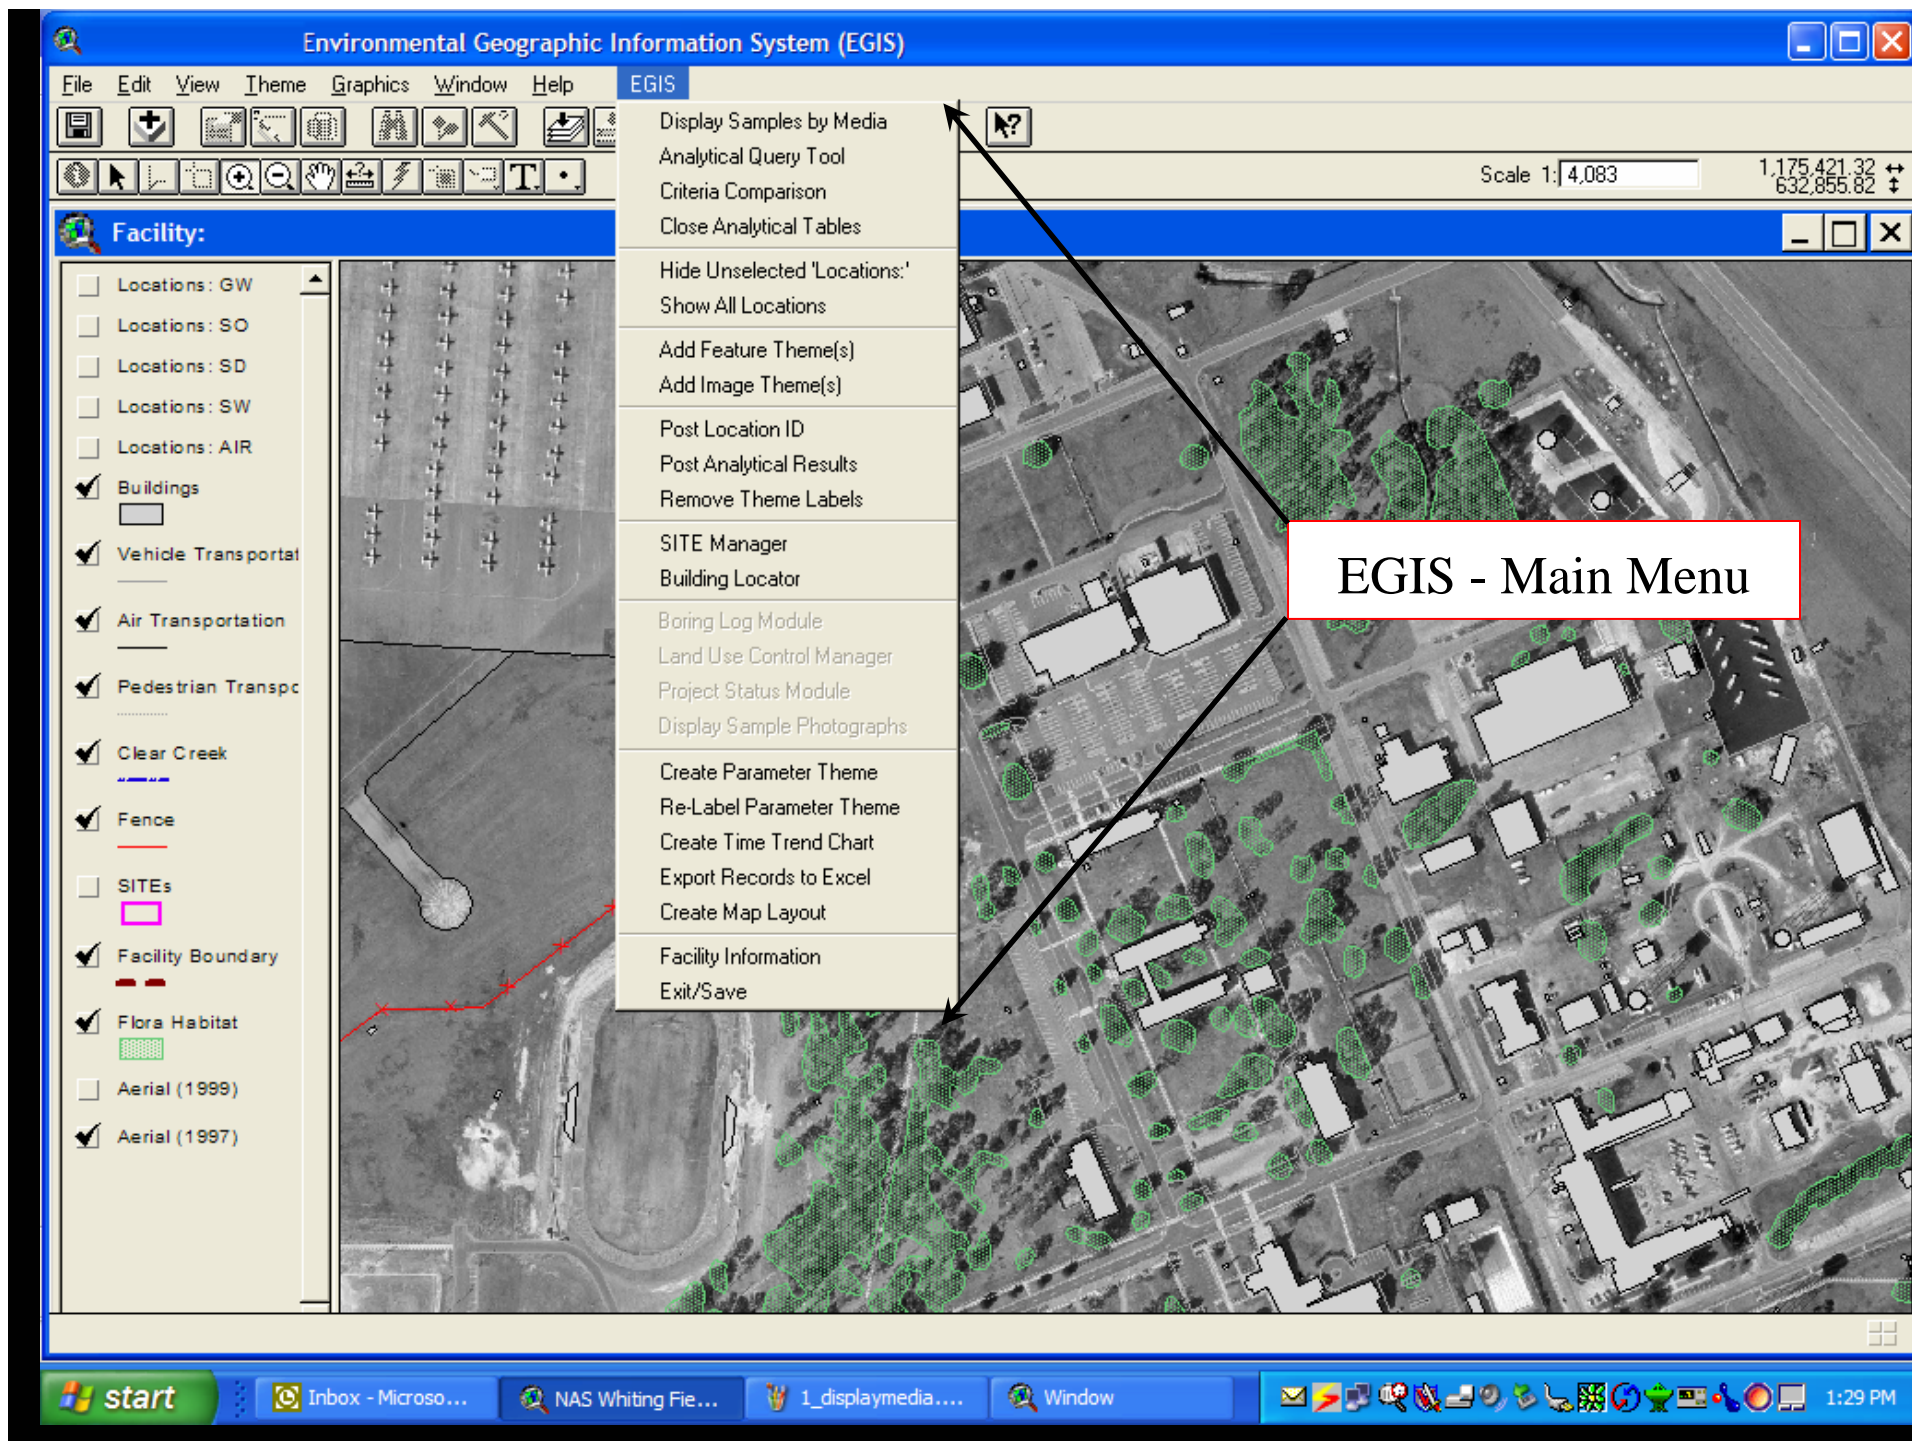 Environmental Geographic Information System (EGIS)
File Edit View Theme Graphics Window Help EGIS
Display Samples by Media
Analytical Query Tool
Criteria Comparison
Close Analytical Tables
Hide Unselected 'Locations:'
Show All Locations
Add Feature Theme(s)
Add Image Theme(s)
Post Location ID
Post Analytical Results
Remove Theme Labels
SITE Manager
Building Locator
Boring Log Module
Land Use Control Manager
Project Status Module
Display Sample Photographs
Create Parameter Theme
Re-Label Parameter Theme
Create Time Trend Chart
Export Records to Excel
Create Map Layout
Facility Information
Exit/Save
T.
Scale 1: 4,083
1,175,421.32
632,855.82
Facility:
Locations: GW
Locations: SO
Locations: SD
Locations: SW
Locations: AIR
Buildings
Vehicle Transportat
Air Transportation
Pedestrian Transpo
Clear Creek
Fence
SITEs
Facility Boundary
Flora Habitat
Aerial (1999)
Aerial (1997)
EGIS - Main Menu
start
Inbox - Microso...
NAS Whiting Fie...
1_displaymedia....
Window
1:29 PM